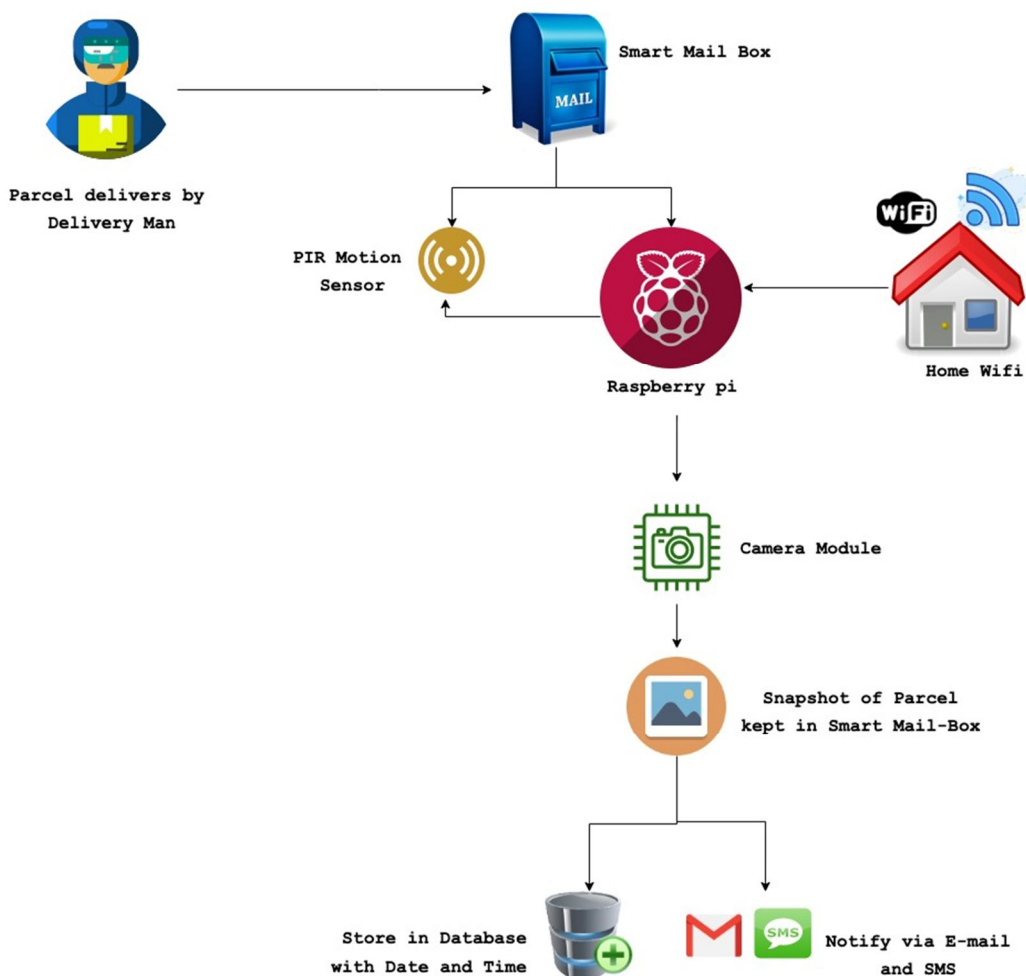 Smart Mail Box
MAIL
Parcel delivers by
Delivery Man
WiFi
PIR Motion
Sensor
Home Wifi
Raspberry pi
Camera Module
Snapshot of Parcel
kept in Smart Mail-Box
Store in Database
with Date and Time
SMS
Notify via E-mail
and SMS